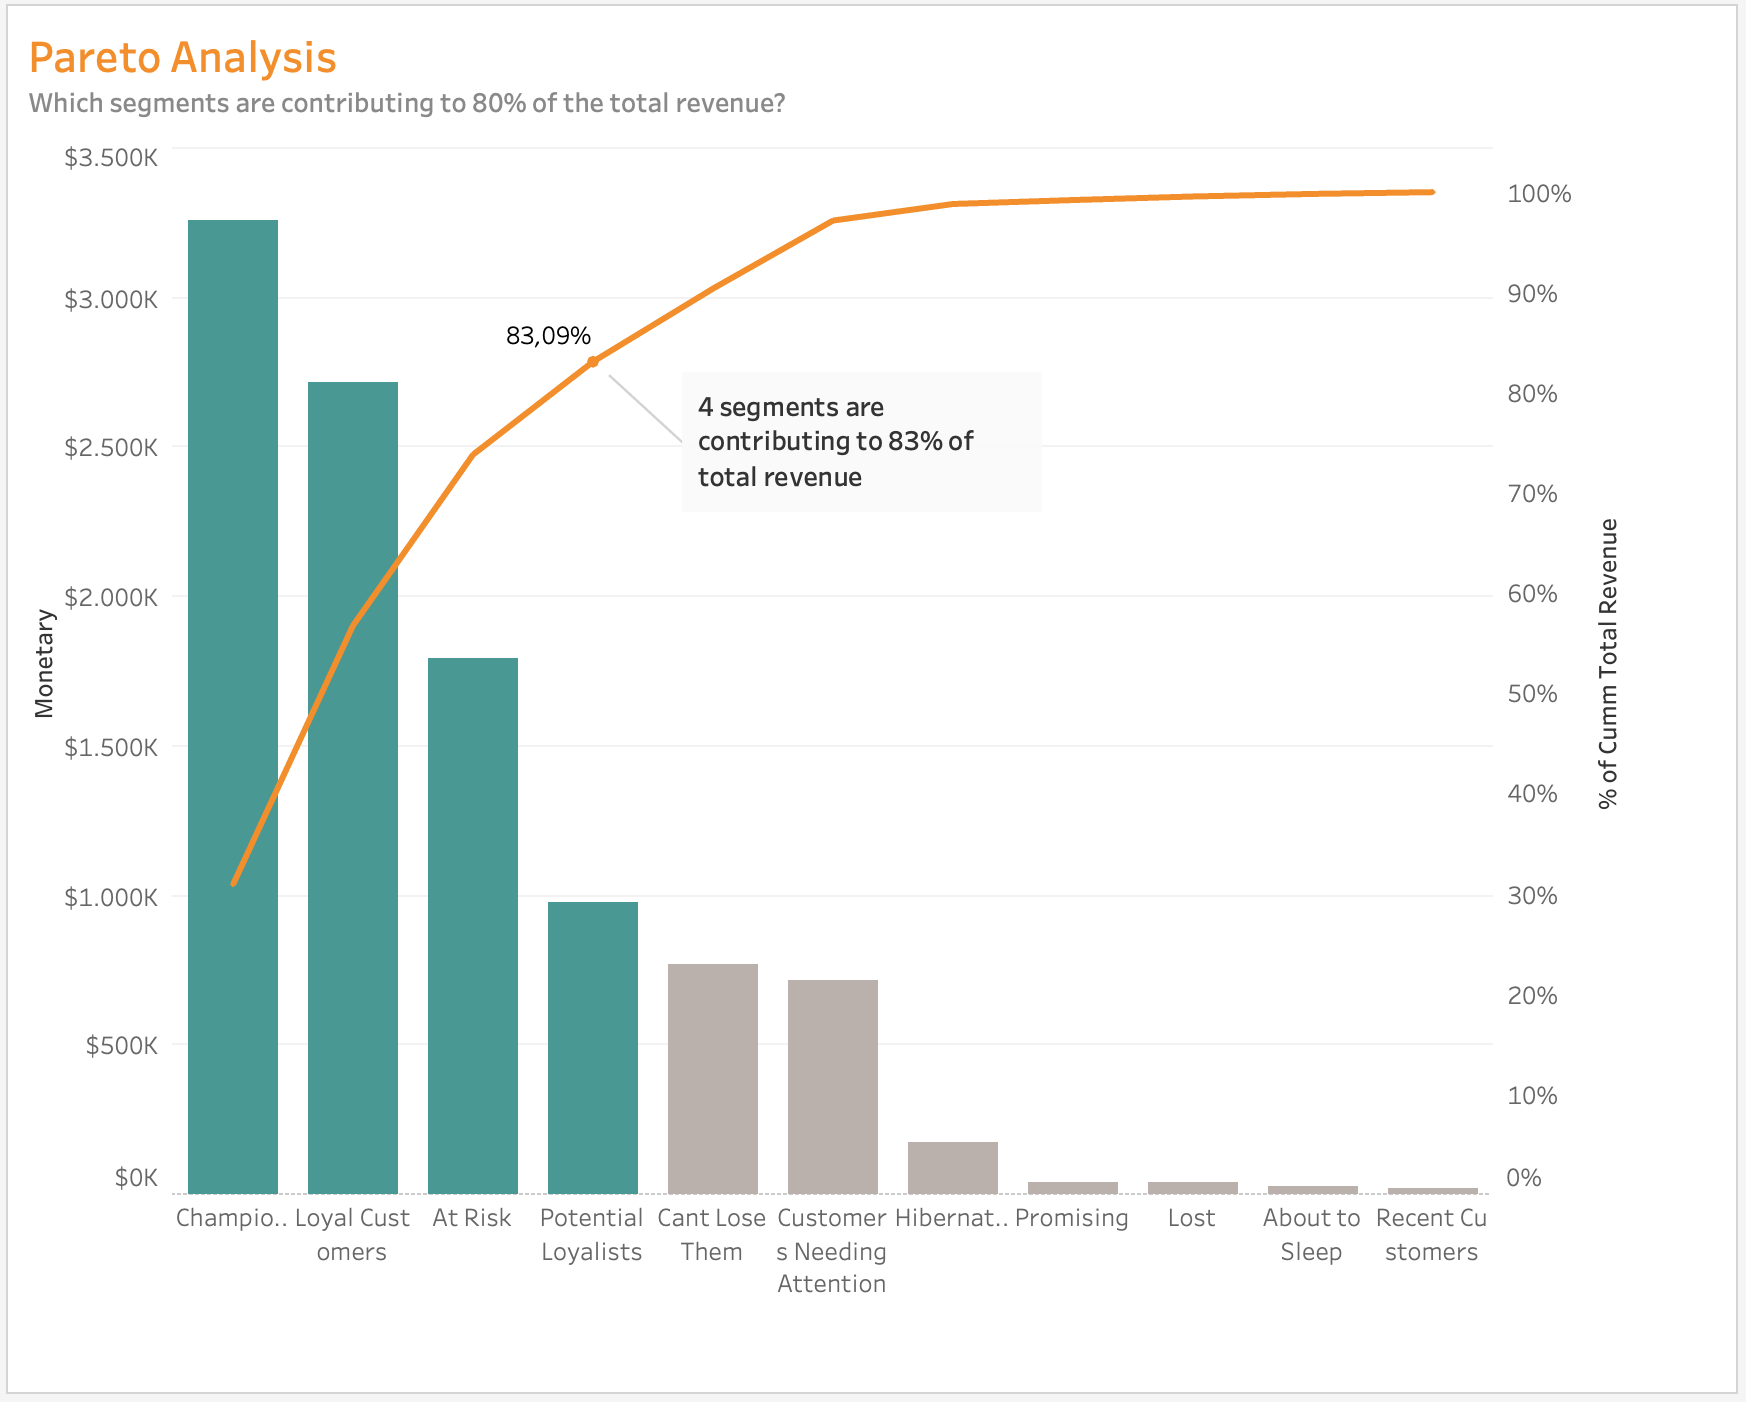 Pareto Analysis
Which segments are contributing to 80% of the total revenue?
$3.500K
$3.000K
$2.500K
$2.000K
$1.500K
$1.000K
$500K
$0K
Monetary
83,09%
4 segments are
contributing to 83% of
total revenue
100%
90%
80%
70%
60%
50%
40%
30%
20%
10%
0%
% of Cumm Total Revenue
Champio.. Loyal Cust At Risk Potential Cant Lose Customer Hibernat.. Promising Lost About to Recent Cu
omers Loyalists Them s Needing Sleep stomers
Attention